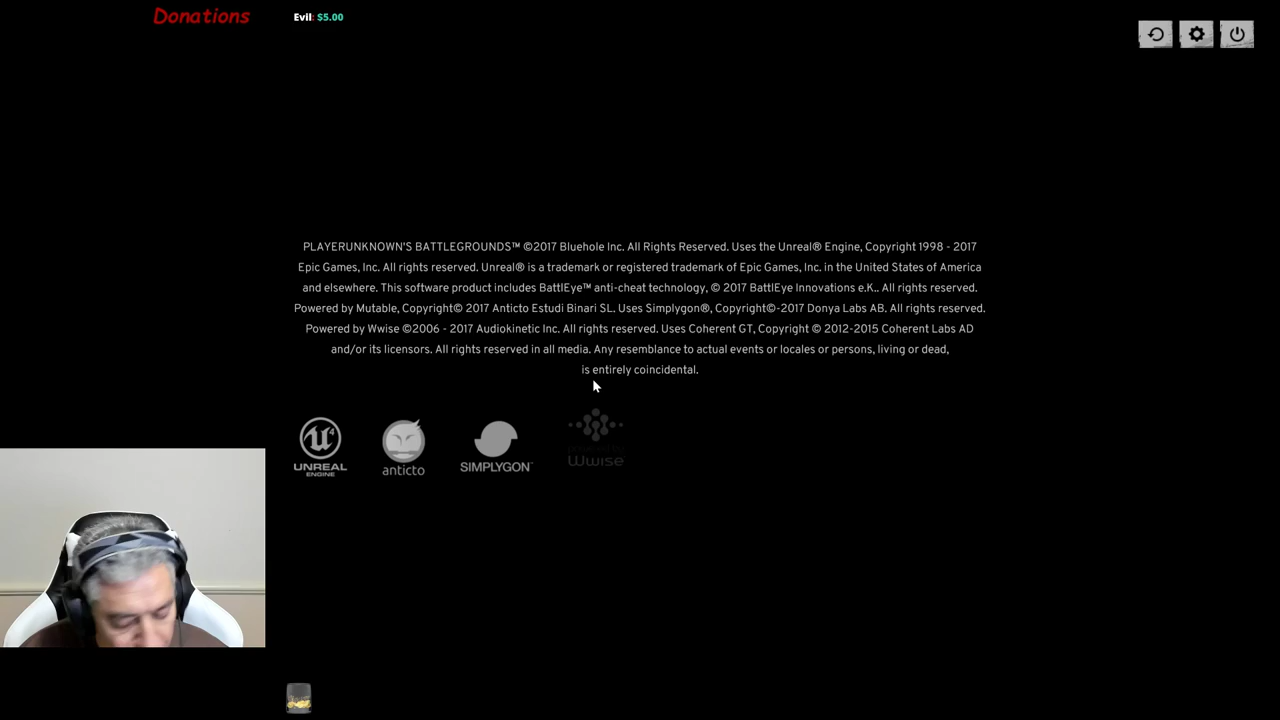 Donations
Evil: $5.00
PLAYERUNKNOWN'S BATTLEGROUNDS™ ©2017 Bluehole Inc. All Rights Reserved. Uses the Unreal® Engine, Copyright 1998 - 2017
Epic Games, Inc. All rights reserved. Unreal® is a trademark or registered trademark of Epic Games, Inc. in the United States of America
and elsewhere. This software product includes BattlEye™ anti-cheat technology, © 2017 BattlEye Innovations e.K.. All rights reserved.
Powered by Mutable, Copyright© 2017 Anticto Estudi Binari SL. Uses Simplygon®, Copyright©-2017 Donya Labs AB. All rights reserved.
Powered by Wwise ©2006 - 2017 Audiokinetic Inc. All rights reserved. Uses Coherent GT, Copyright © 2012-2015 Coherent Labs AD
and/or its licensors. All rights reserved in all media. Any resemblance to actual events or locales or persons, living or dead,
is entirely coincidental.
U4
UNREAL
ENGINE
anticto
SIMPLYGON
powered by
Wwise